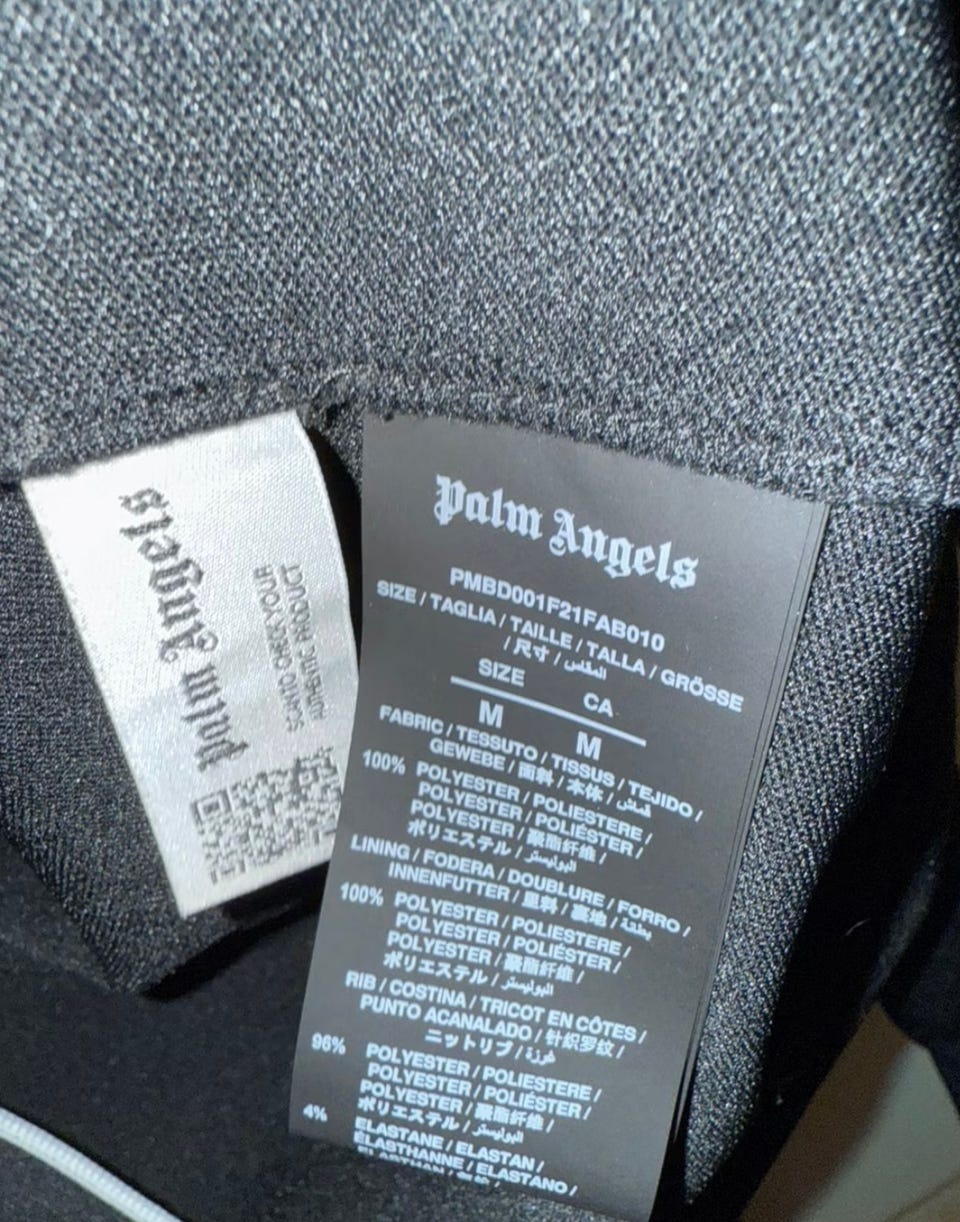 Palm Angels
SCAN TO CHECK YOUR
AUTHENTIC PRODUCT
Palm Angels
PMBD001F21FAB010
SIZE / TAGLIA / TAILLE / TALLA / GRÖSSE
/ 尺寸 / المقاس
SIZE CA
M M
FABRIC / TESSUTO / TISSUS / TEJIDO /
GEWEBE / 面料 / 本体 / قماش
100% POLYESTER / POLIESTERE /
POLYESTER / POLIÉSTER /
POLYESTER / 聚酯纤维 /
ポリエステル / البوليستر
LINING / FODERA / DOUBLURE / FORRO /
INNENFUTTER / 里料 / 裏地 / بطانة
100% POLYESTER / POLIESTERE /
POLYESTER / POLIÉSTER /
POLYESTER / 聚酯纤维 /
ポリエステル / البوليستر
RIB / COSTINA / TRICOT EN CÔTES /
PUNTO ACANALADO / 针织罗纹 /
ニットリブ / غرزة
96% POLYESTER / POLIESTERE /
POLYESTER / POLIÉSTER /
POLYESTER / 聚酯纤维 /
ポリエステル / البوليستر
4% ELASTANE / ELASTAN /
ÉLASTHANNE / ELASTANO /
ELASTHAN /